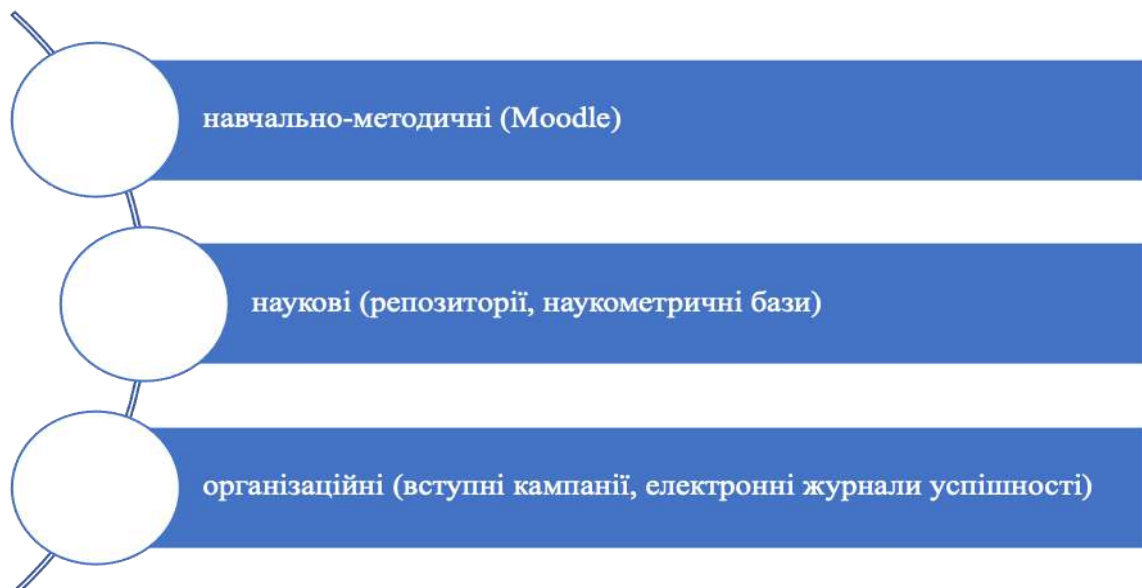 навчально-методичні (Moodle)
наукові (репозиторії, наукометричні бази)
організаційні (вступні кампанії, електронні журнали успішності)